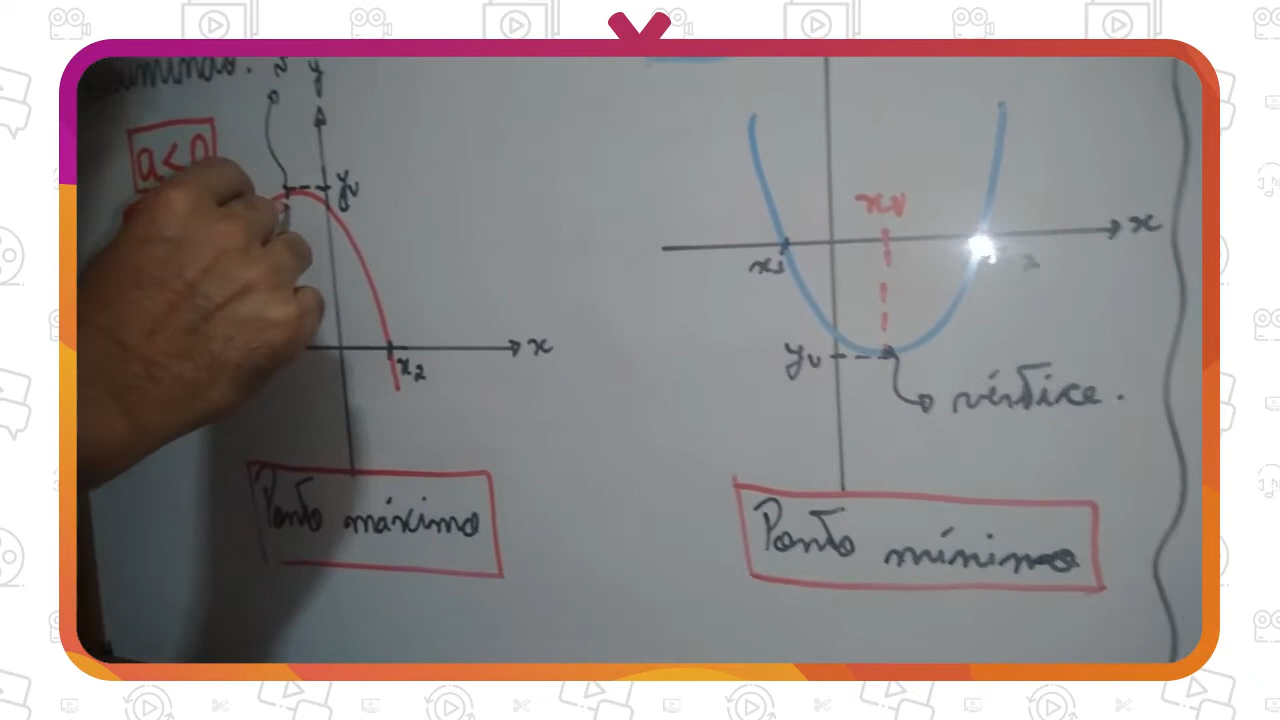 y
a<0
yv
x
x₂
Ponto máximo
xv
x
x₁
yv
vértice.
Ponto mínimo